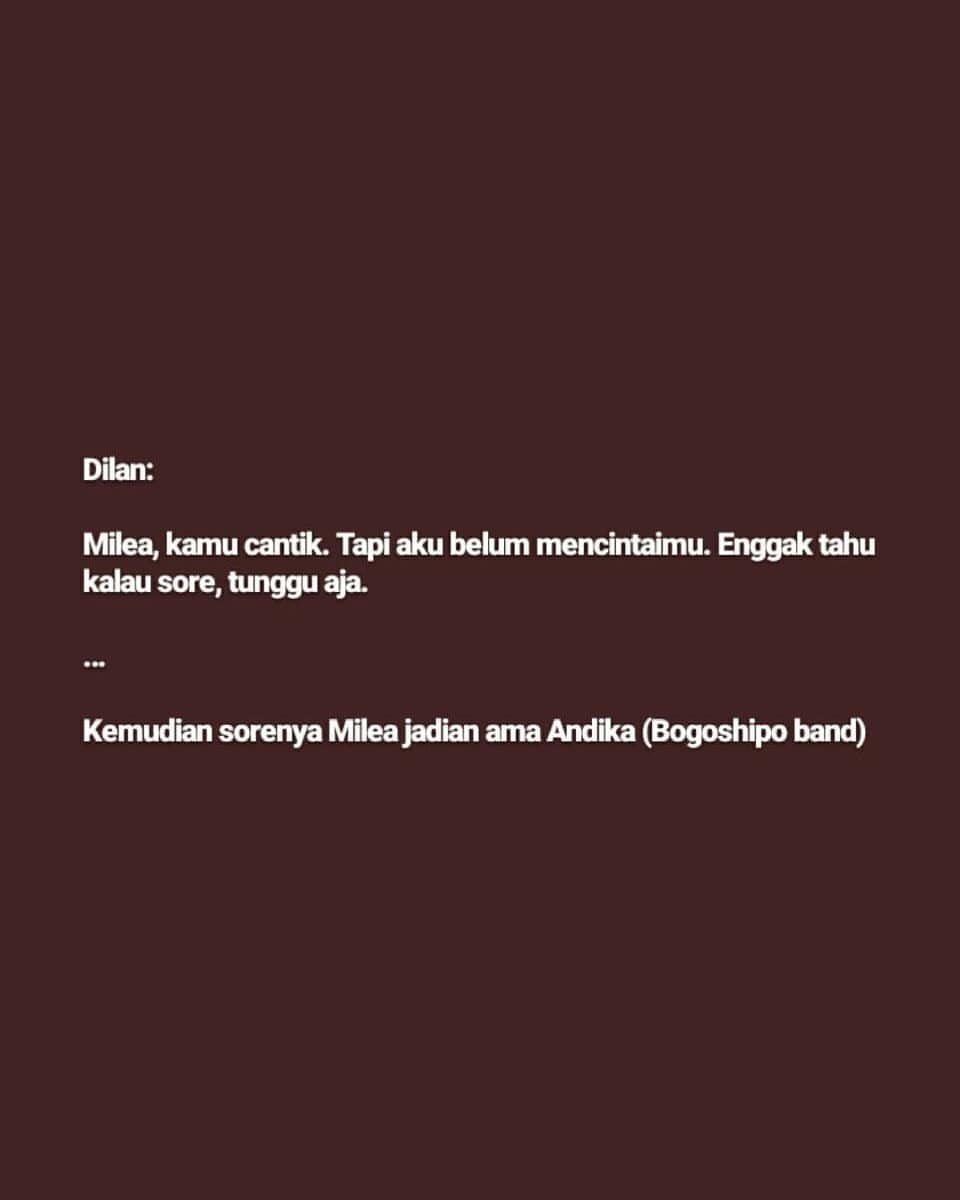 Dilan:
Milea, kamu cantik. Tapi aku belum mencintaimu. Enggak tahu
kalau sore, tunggu aja.
...
Kemudian sorenya Milea jadian ama Andika (Bogoshipo band)